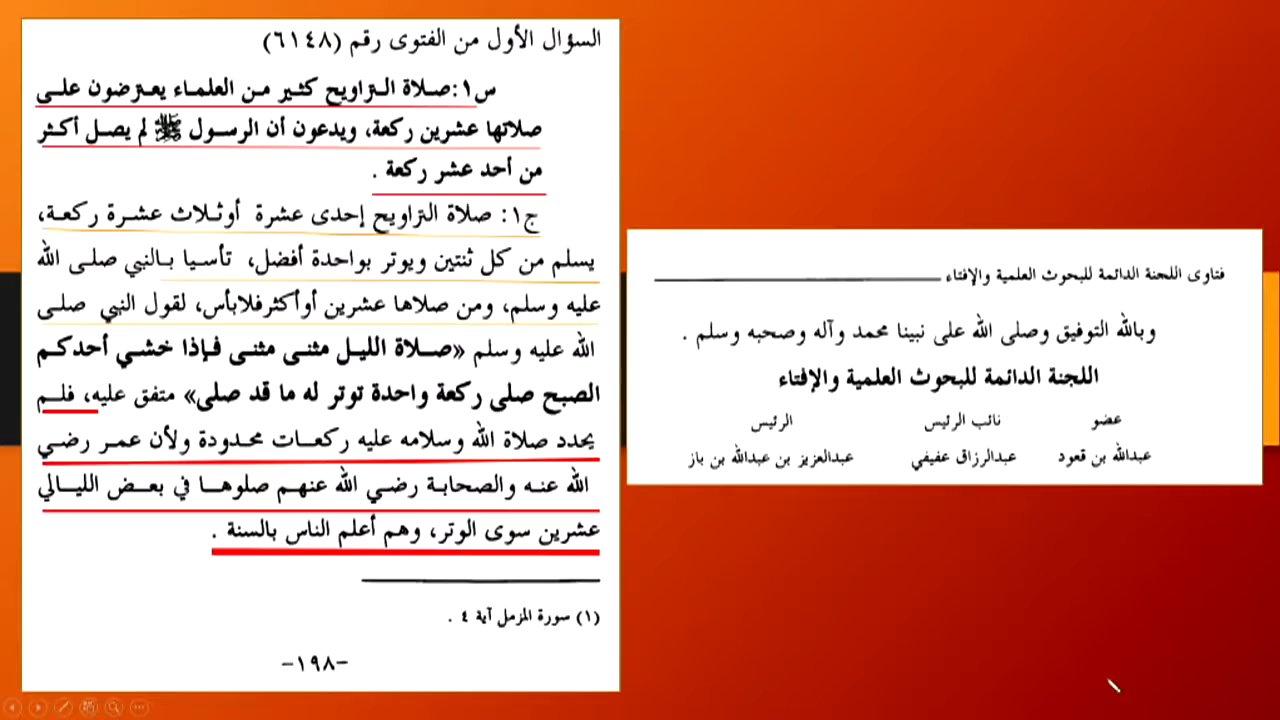 السؤال الأول من الفتوى رقم (٦١٤٨)
س١: صلاة التراويح كثير من العلماء يعترضون على
صلاتها عشرين ركعة، ويدعون أن الرسول ﷺ لم يصل أكثر
من أحد عشر ركعة .
ج١: صلاة التراويح إحدى عشرة أوثلاث عشرة ركعة،
يسلم من كل ثنتين ويوتر بواحدة أفضل، تأسيا بالنبي صلى الله
عليه وسلم، ومن صلاها عشرين أوأكثرفلابأس، لقول النبي صلى
الله عليه وسلم «صلاة الليل مثنى مثنى فإذا خشي أحدكم
الصبح صلى ركعة واحدة توتر له ما قد صلى» متفق عليه، فلم
يحدد صلاة الله وسلامه عليه ركعات محدودة ولأن عمر رضي
الله عنه والصحابة رضي الله عنهم صلوها في بعض الليالي
عشرين سوى الوتر، وهم أعلم الناس بالسنة .
(١) سورة المزمل آية ٤ .
-١٩٨-
فتاوى اللجنة الدائمة للبحوث العلمية والإفتاء
وبالله التوفيق وصلى الله على نبينا محمد وآله وصحبه وسلم .
اللجنة الدائمة للبحوث العلمية والإفتاء
عضو نائب الرئيس الرئيس
عبدالله بن قعود عبدالرزاق عفيفي عبدالعزيز بن عبدالله بن باز